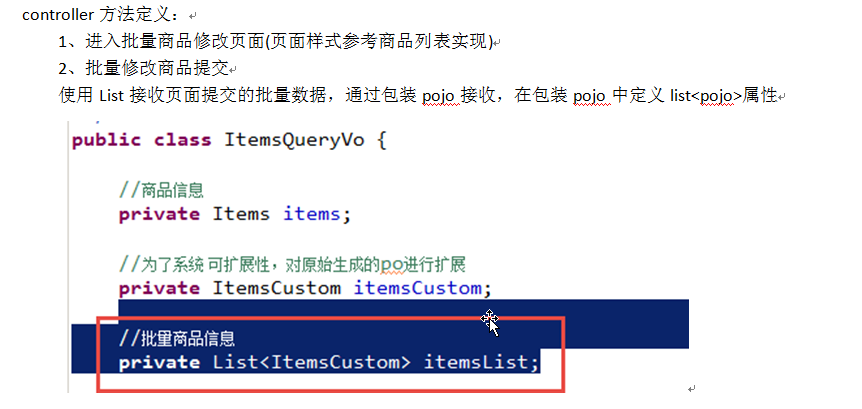 controller 方法定义：
1、进入批量商品修改页面(页面样式参考商品列表实现)
2、批量修改商品提交
使用 List 接收页面提交的批量数据，通过包装 pojo 接收，在包装 pojo 中定义 list<pojo>属性
public class ItemsQueryVo {
//商品信息
private Items items;
//为了系统 可扩展性，对原始生成的po进行扩展
private ItemsCustom itemsCustom;
//批量商品信息
private List<ItemsCustom> itemsList;